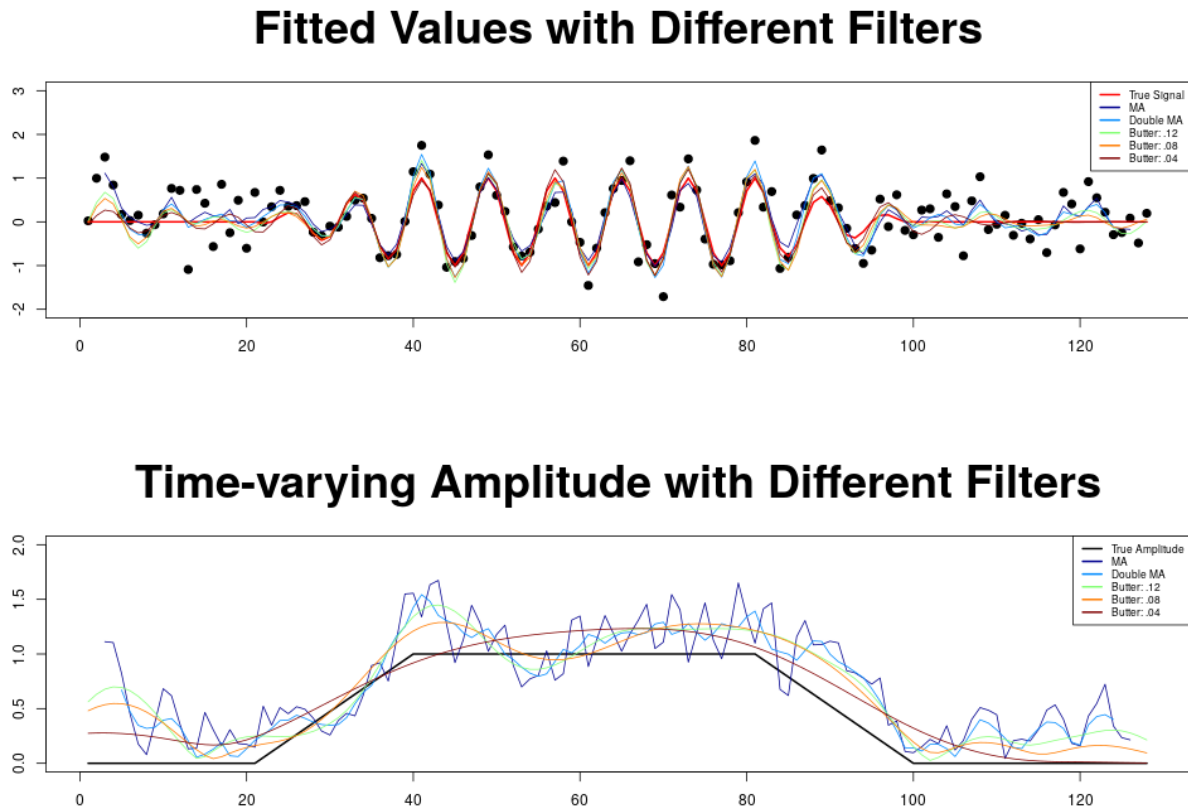 Fitted Values with Different Filters
3
2
1
0
-1
-2
True Signal
MA
Double MA
Butter: .12
Butter: .08
Butter: .04
0 20 40 60 80 100 120
Time-varying Amplitude with Different Filters
2.0
1.5
1.0
0.5
0.0
True Amplitude
MA
Double MA
Butter: .12
Butter: .08
Butter: .04
0 20 40 60 80 100 120